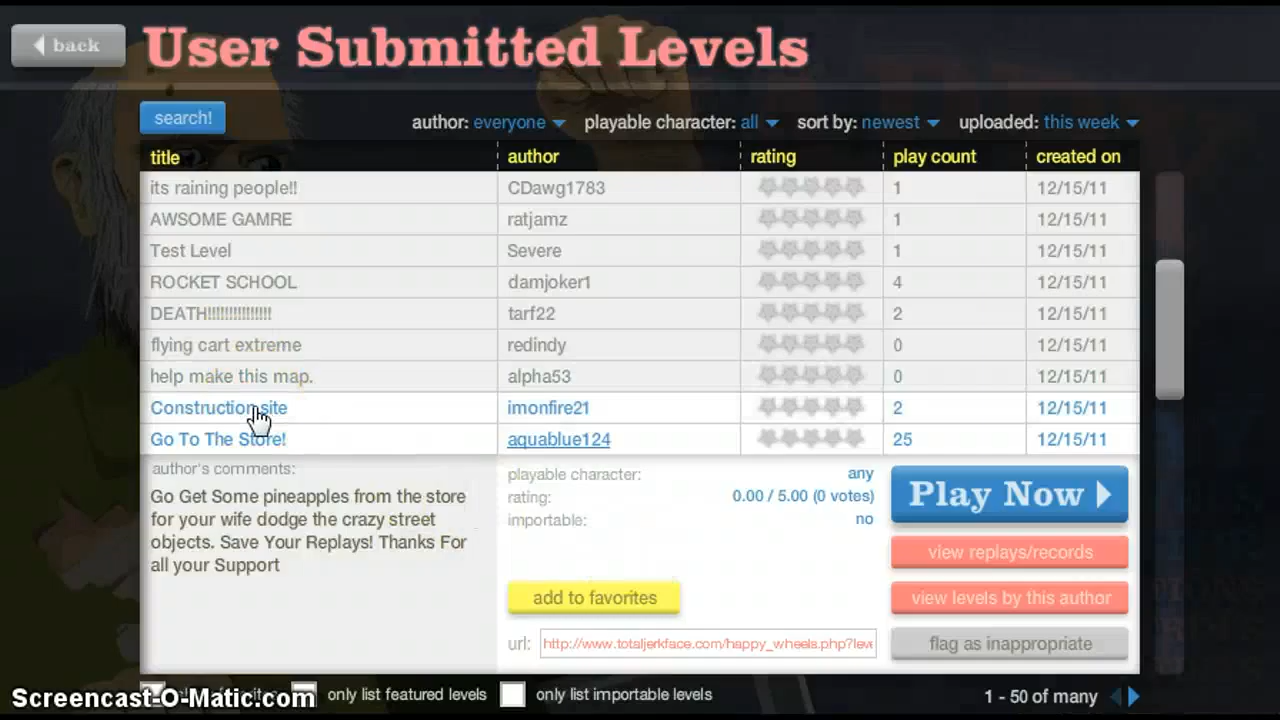 back
User Submitted Levels
search!
author: everyone playable character: all sort by: newest uploaded: this week
title author rating play count created on
its raining people!! CDawg1783 1 12/15/11
AWSOME GAMRE ratjamz 1 12/15/11
Test Level Severe 1 12/15/11
ROCKET SCHOOL damjoker1 4 12/15/11
DEATH!!!!!!!!!!!!!!! tarf22 2 12/15/11
flying cart extreme redindy 0 12/15/11
help make this map. alpha53 0 12/15/11
Construction site imonfire21 2 12/15/11
Go To The Store! aquablue124 25 12/15/11
author's comments:
Go Get Some pineapples from the store
for your wife dodge the crazy street
objects. Save Your Replays! Thanks For
all your Support
playable character: any
rating: 0.00 / 5.00 (0 votes)
importable: no
add to favorites
url: http://www.totaljerkface.com/happy_wheels.php?leve
Play Now
view replays/records
view levels by this author
flag as inappropriate
only list featured levels only list importable levels
1 - 50 of many
Screencast-O-Matic.com